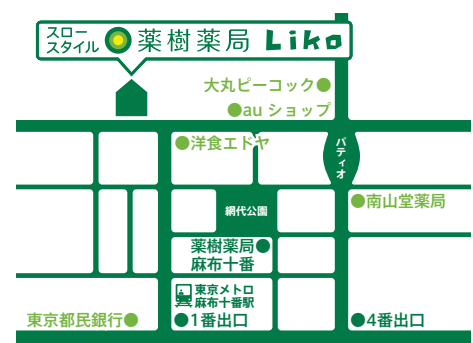 スロー
スタイル
薬樹薬局 Liko
大丸ピーコック
au ショップ
洋食エドヤ
パティオ
南山堂薬局
網代公園
薬樹薬局
麻布十番
東京メトロ
麻布十番駅
東京都民銀行
1番出口
4番出口